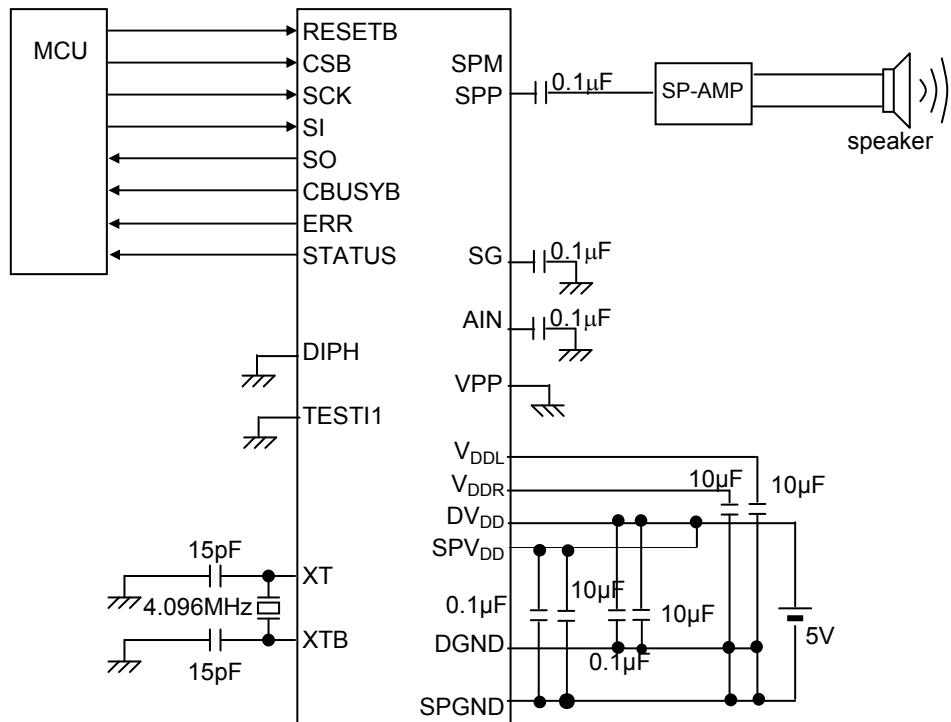 MCU
RESETB
CSB
SCK
SI
SO
CBUSYB
ERR
STATUS
DIPH
TESTI1
15pF
XT
4.096MHz
XTB
15pF
SPM
SPP
0.1μF
SP-AMP
speaker
SG
0.1μF
AIN
0.1μF
VPP
VDDL
VDDR
DVDD
SPVDD
10µF
10µF
0.1µF
10µF
10µF
0.1µF
DGND
5V
SPGND